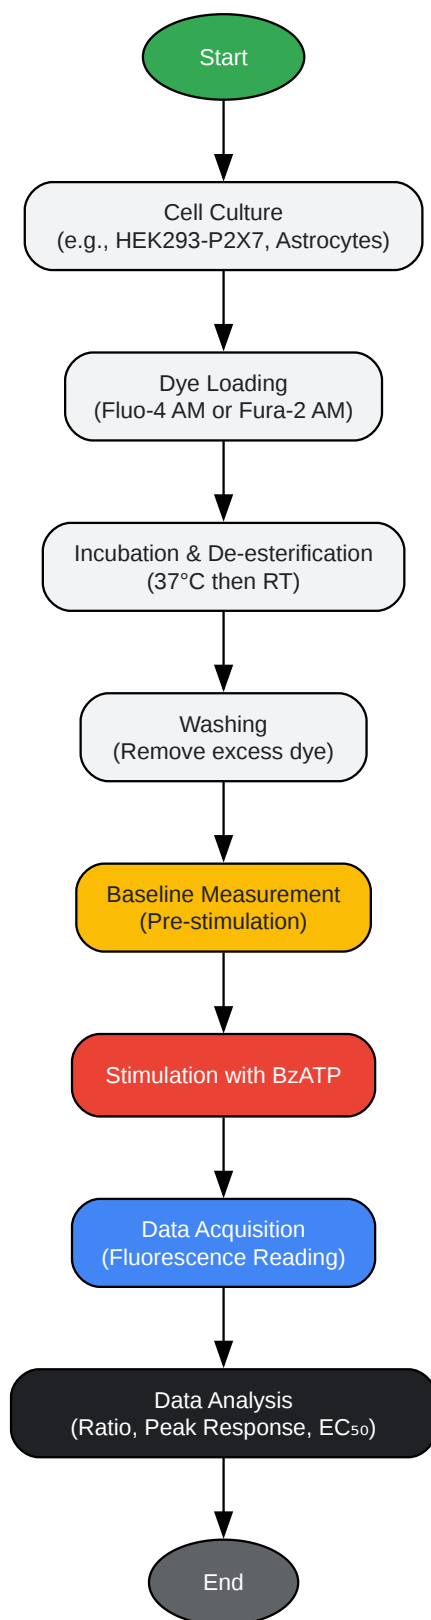 Start
Cell Culture
(e.g., HEK293-P2X7, Astrocytes)
Dye Loading
(Fluo-4 AM or Fura-2 AM)
Incubation & De-esterification
(37°C then RT)
Washing
(Remove excess dye)
Baseline Measurement
(Pre-stimulation)
Stimulation with BzATP
Data Acquisition
(Fluorescence Reading)
Data Analysis
(Ratio, Peak Response, EC₅₀)
End